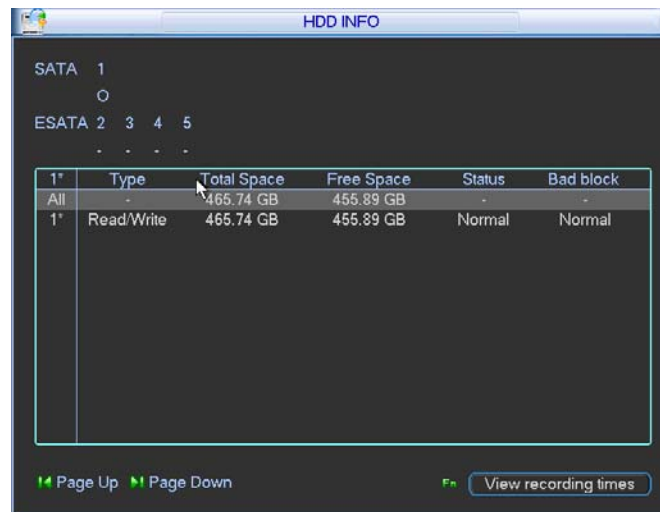 HDD INFO
SATA 1
O
ESATA 2 3 4 5
- - - -
1* Type Total Space Free Space Status Bad block
All - 465.74 GB 455.89 GB - -
1* Read/Write 465.74 GB 455.89 GB Normal Normal
Page Up Page Down Fn View recording times